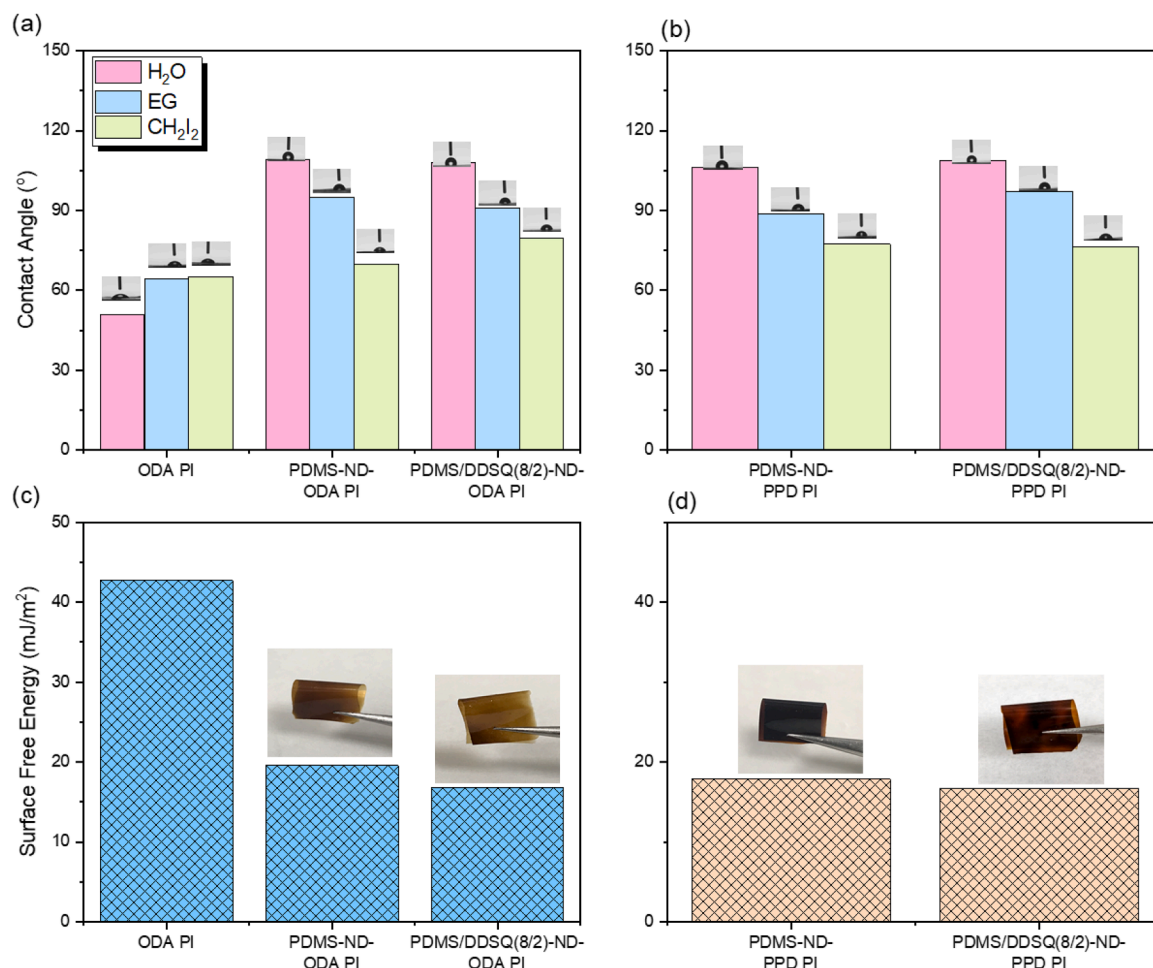 (a)
150
120
90
60
30
0
Contact Angle (°)
H₂O
EG
CH₂I₂
ODA PI
PDMS-ND-
ODA PI
PDMS/DDSQ(8/2)-ND-
ODA PI
(b)
150
120
90
60
30
0
PDMS-ND-
PPD PI
PDMS/DDSQ(8/2)-ND-
PPD PI
(c)
50
40
30
20
10
0
Surface Free Energy (mJ/m²)
ODA PI
PDMS-ND-
ODA PI
PDMS/DDSQ(8/2)-ND-
ODA PI
(d)
40
20
0
PDMS-ND-
PPD PI
PDMS/DDSQ(8/2)-ND-
PPD PI